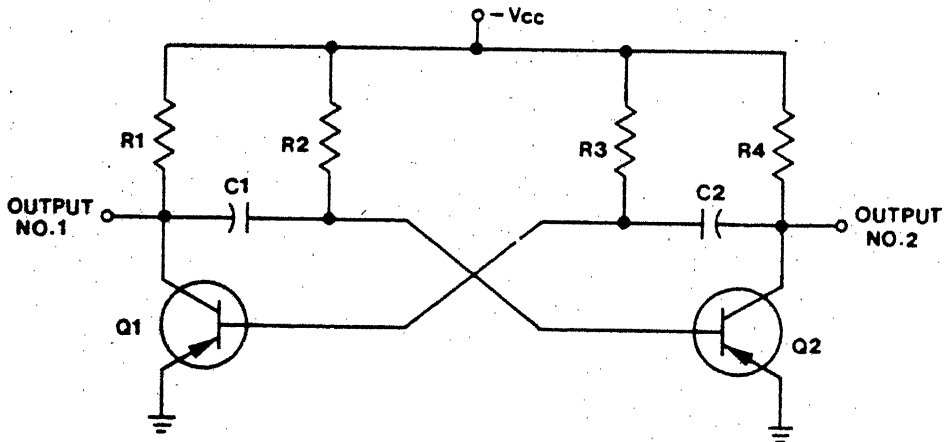 -Vcc
R1
R2
R3
R4
C1
C2
OUTPUT
NO.1
OUTPUT
NO.2
Q1
Q2